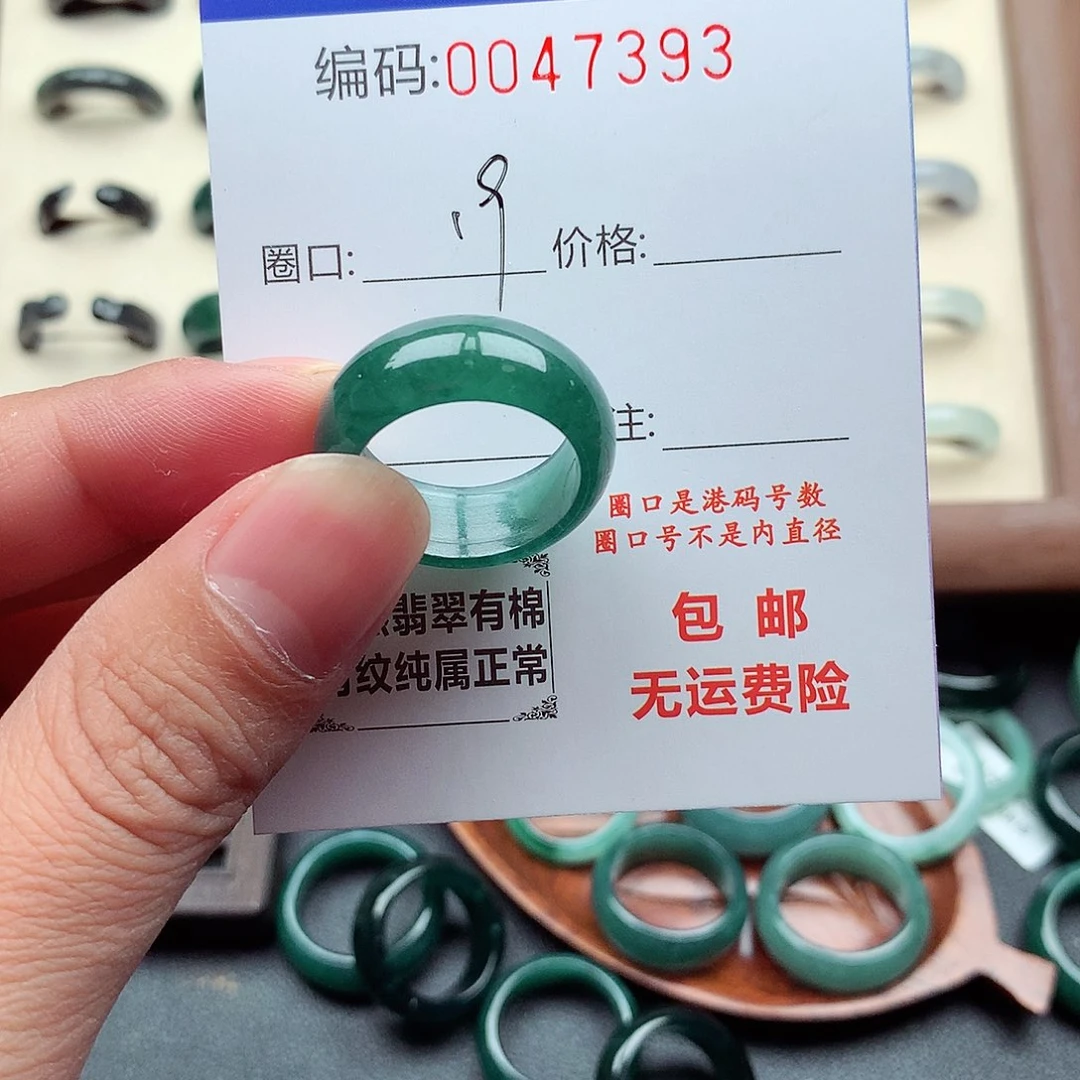 编码:0047393
圈口: 19 价格:
注:
圈口是港码号数
圈口号不是内直径
翡翠有棉
纹纯属正常
包 邮
无运费险